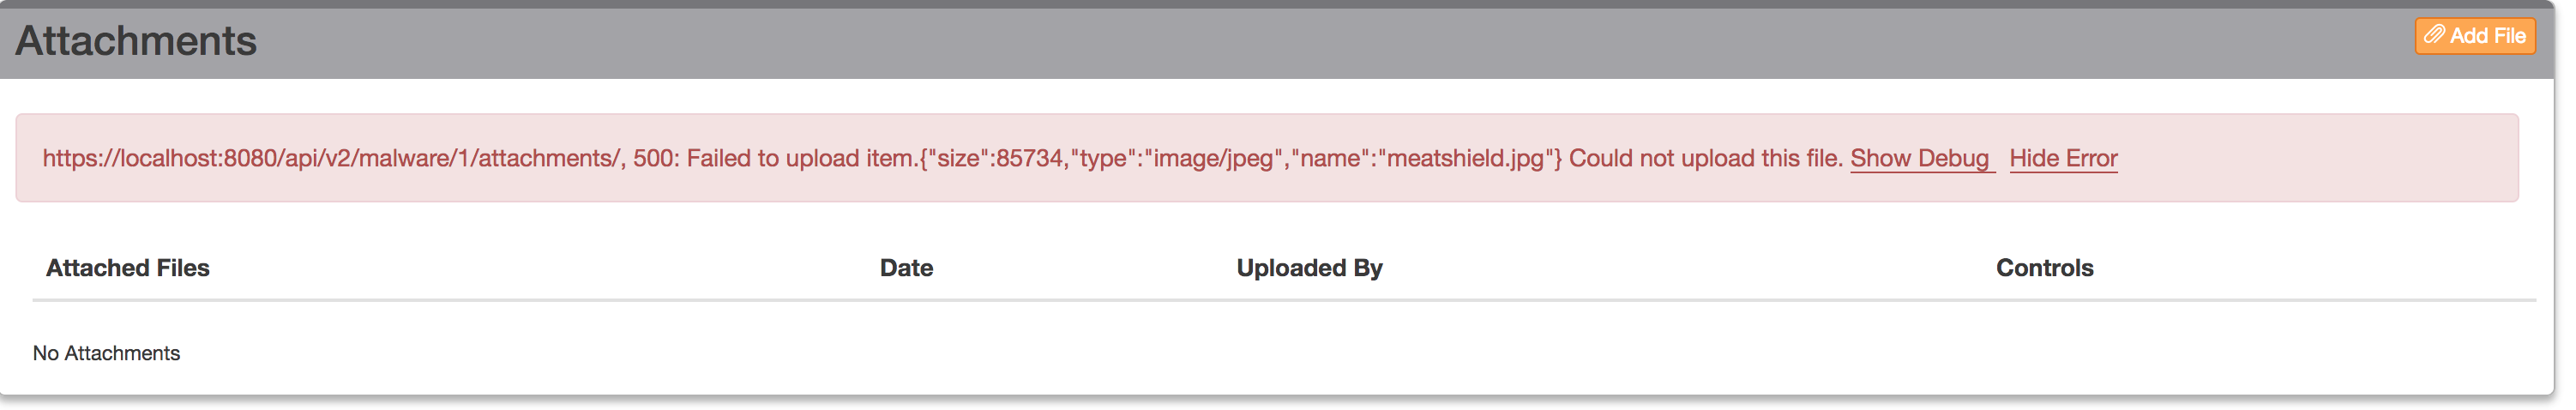 Attachments
Add File
https://localhost:8080/api/v2/malware/1/attachments/, 500: Failed to upload item.{"size":85734,"type":"image/jpeg","name":"meatshield.jpg"} Could not upload this file. Show Debug Hide Error
Attached Files Date Uploaded By Controls
No Attachments